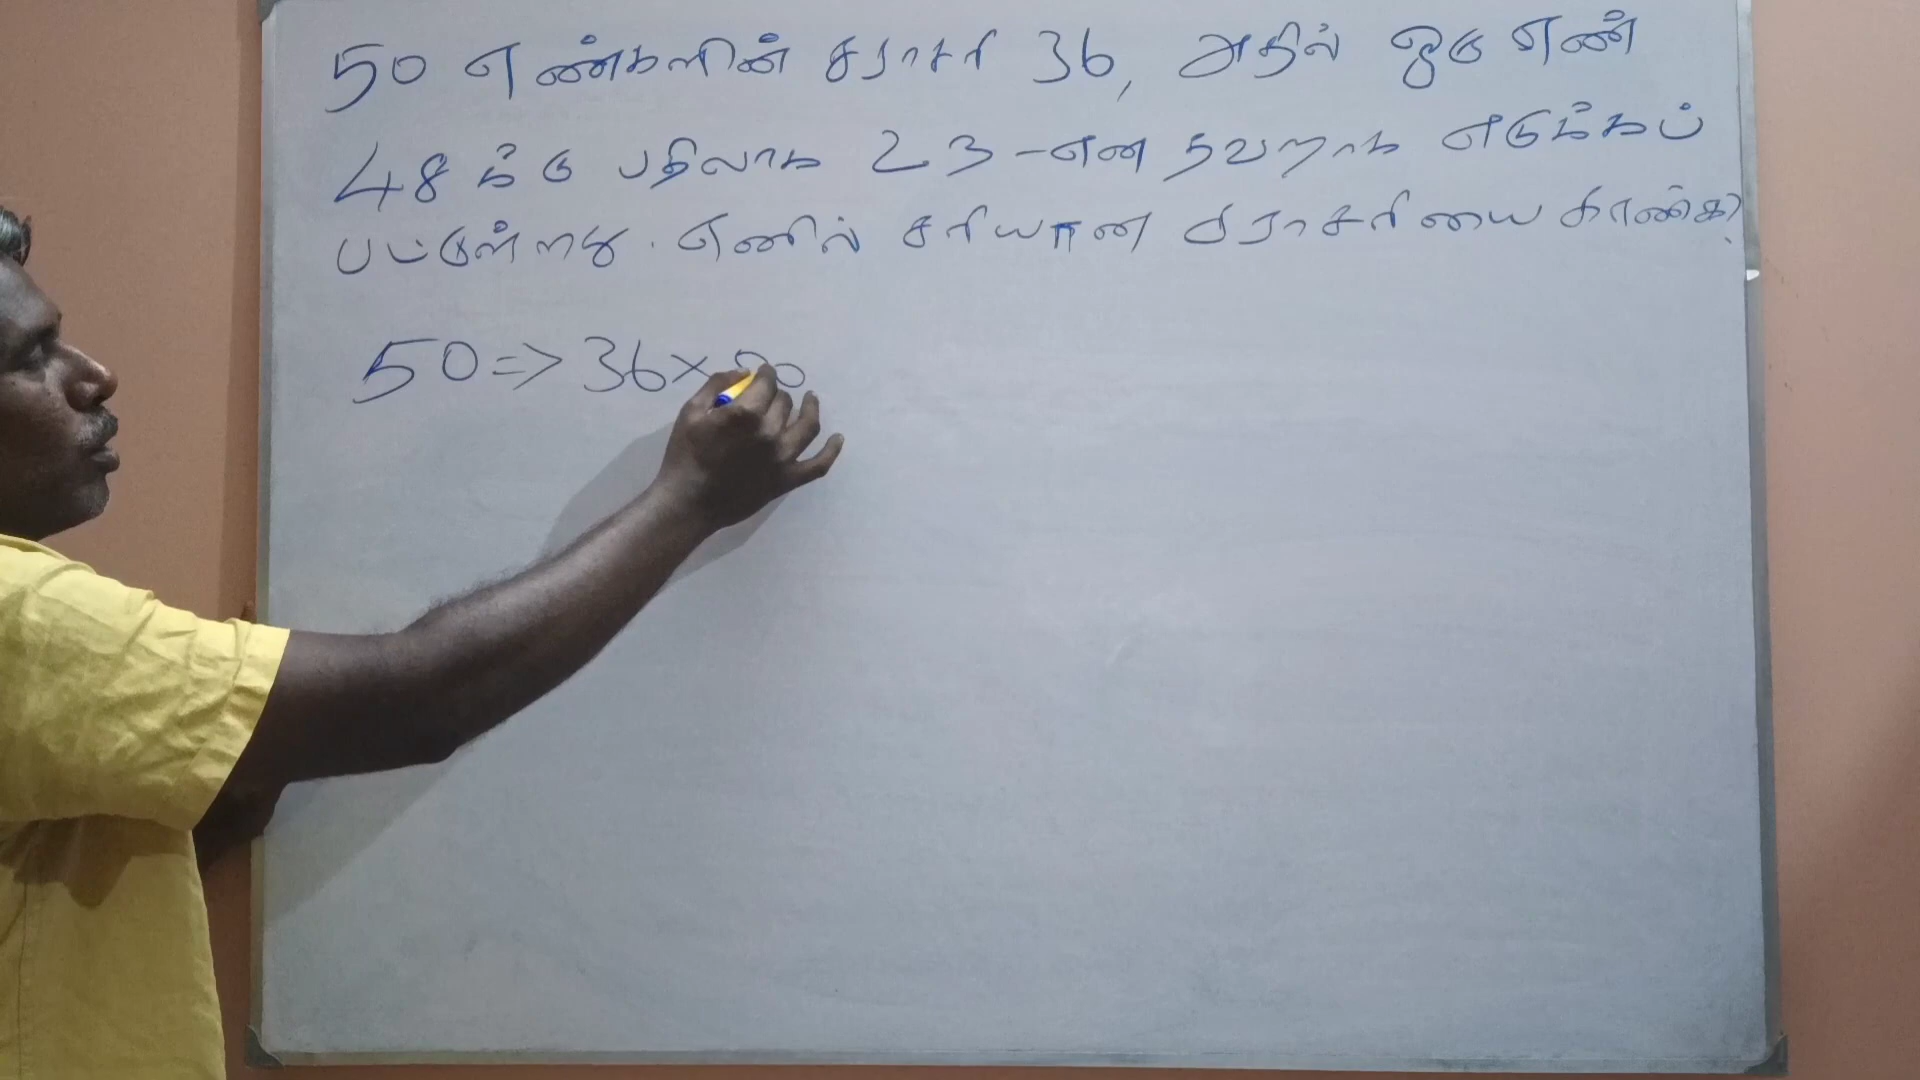 50 எண்களின் சராசரி 36, அதில் ஒரு எண்
48 க்கு பதிலாக 23 -என தவறாக எடுக்கப்
பட்டுள்ளது. எனில் சரியான சராசரியை காண்க?
50 => 36 × 50